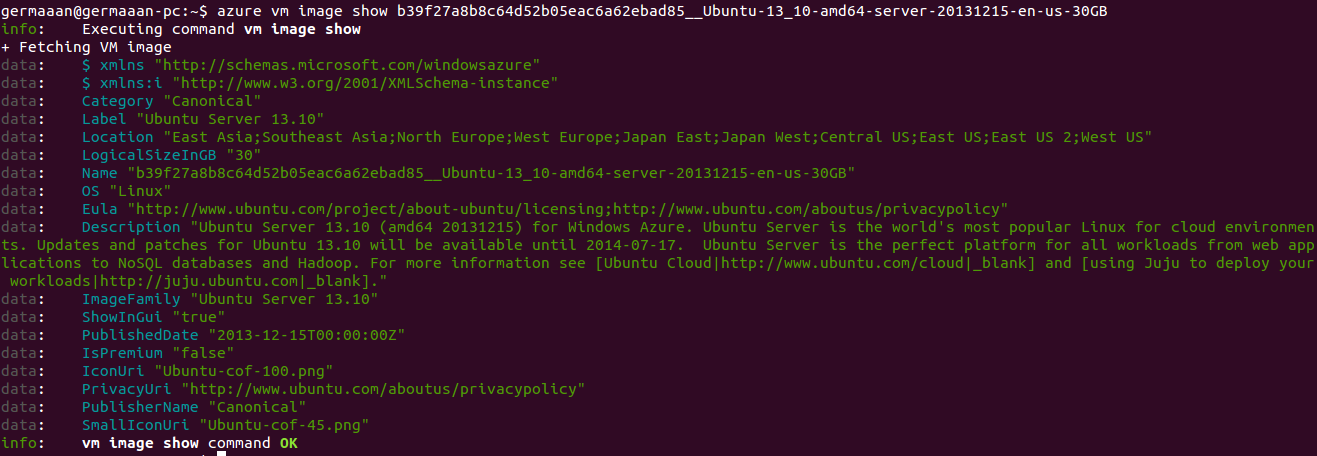 germaaan@germaaan-pc:~$ azure vm image show b39f27a8b8c64d52b05eac6a62ebad85__Ubuntu-13_10-amd64-server-20131215-en-us-30GB
info:    Executing command vm image show
+ Fetching VM image
data:    $ xmlns "http://schemas.microsoft.com/windowsazure"
data:    $ xmlns:i "http://www.w3.org/2001/XMLSchema-instance"
data:    Category "Canonical"
data:    Label "Ubuntu Server 13.10"
data:    Location "East Asia;Southeast Asia;North Europe;West Europe;Japan East;Japan West;Central US;East US;East US 2;West US"
data:    LogicalSizeInGB "30"
data:    Name "b39f27a8b8c64d52b05eac6a62ebad85__Ubuntu-13_10-amd64-server-20131215-en-us-30GB"
data:    OS "Linux"
data:    Eula "http://www.ubuntu.com/project/about-ubuntu/licensing;http://www.ubuntu.com/aboutus/privacypolicy"
data:    Description "Ubuntu Server 13.10 (amd64 20131215) for Windows Azure. Ubuntu Server is the world's most popular Linux for cloud environmen
ts. Updates and patches for Ubuntu 13.10 will be available until 2014-07-17.  Ubuntu Server is the perfect platform for all workloads from web app
lications to NoSQL databases and Hadoop. For more information see [Ubuntu Cloud|http://www.ubuntu.com/cloud|_blank] and [using Juju to deploy your
 workloads|http://juju.ubuntu.com|_blank]."
data:    ImageFamily "Ubuntu Server 13.10"
data:    ShowInGui "true"
data:    PublishedDate "2013-12-15T00:00:00Z"
data:    IsPremium "false"
data:    IconUri "Ubuntu-cof-100.png"
data:    PrivacyUri "http://www.ubuntu.com/aboutus/privacypolicy"
data:    PublisherName "Canonical"
data:    SmallIconUri "Ubuntu-cof-45.png"
info:    vm image show command OK